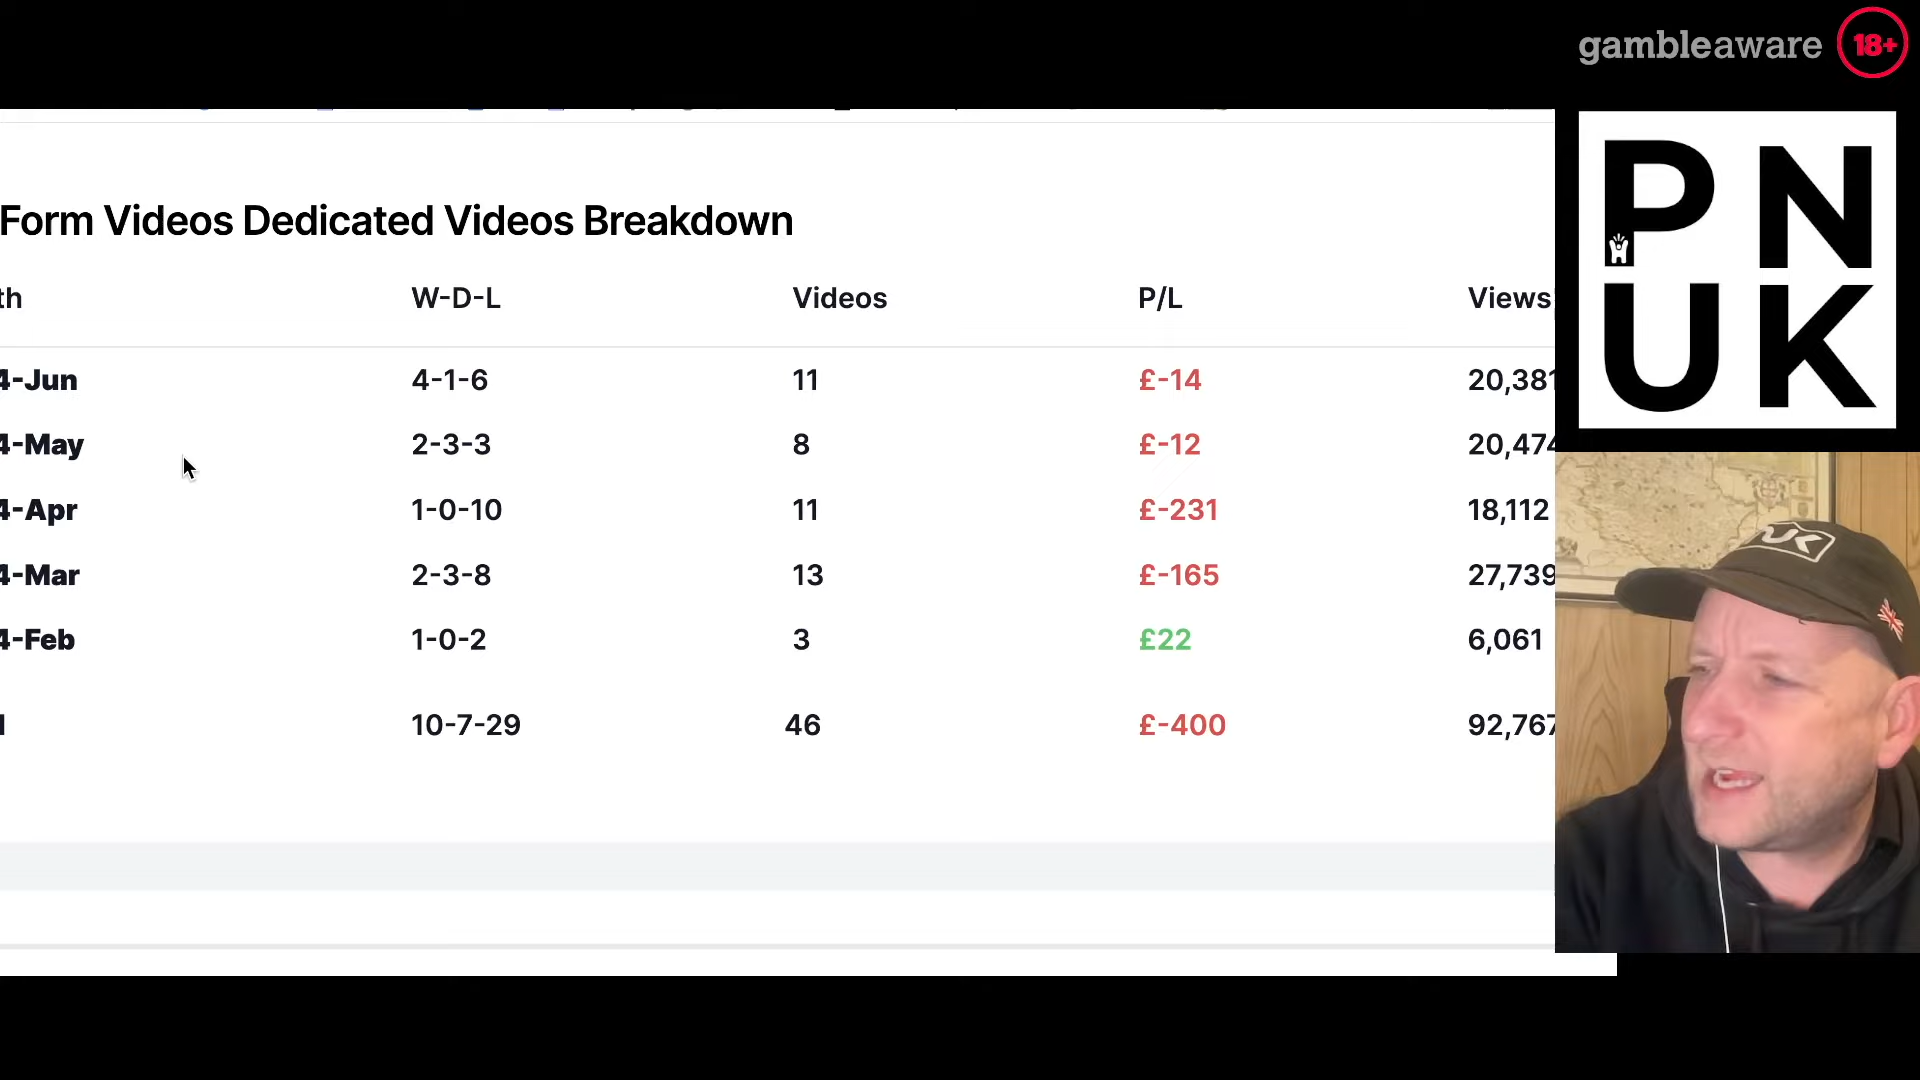 gambleaware 18+
PN
UK
Form Videos Dedicated Videos Breakdown
th W-D-L Videos P/L Views
4-Jun 4-1-6 11 £-14 20,381
4-May 2-3-3 8 £-12 20,474
4-Apr 1-0-10 11 £-231 18,112
4-Mar 2-3-8 13 £-165 27,739
4-Feb 1-0-2 3 £22 6,061
l 10-7-29 46 £-400 92,767
UK